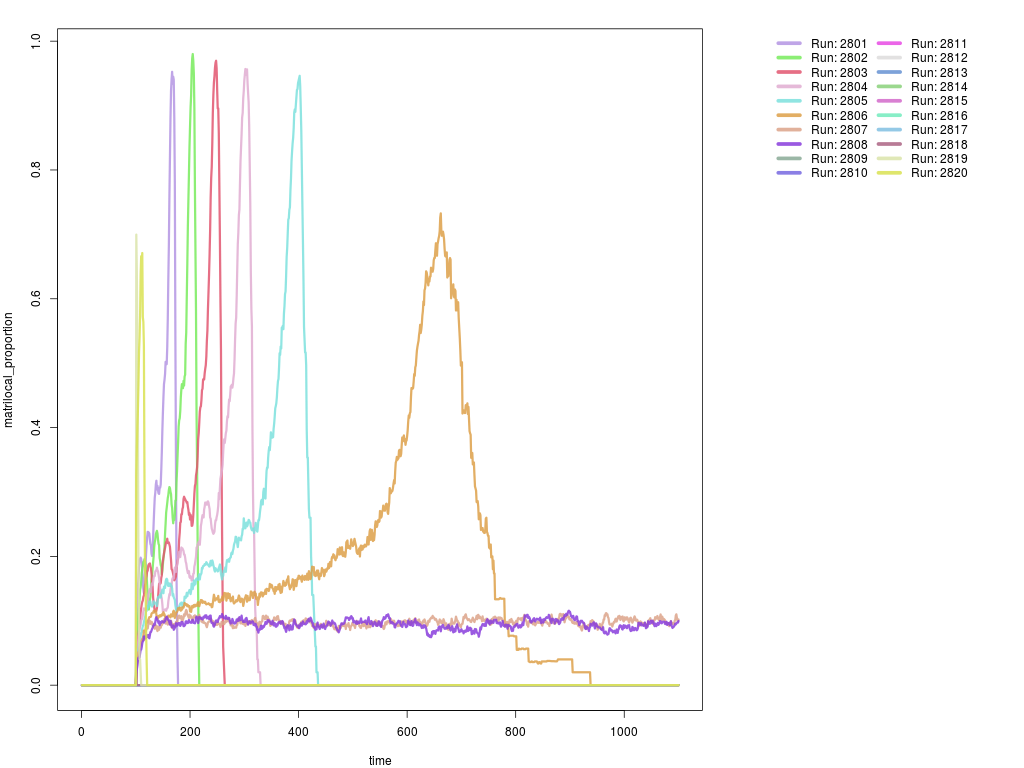 1.0
0.8
0.6
0.4
0.2
0.0
matrilocal_proportion
0 200 400 600 800 1000
time
Run: 2801 Run: 2811
Run: 2802 Run: 2812
Run: 2803 Run: 2813
Run: 2804 Run: 2814
Run: 2805 Run: 2815
Run: 2806 Run: 2816
Run: 2807 Run: 2817
Run: 2808 Run: 2818
Run: 2809 Run: 2819
Run: 2810 Run: 2820